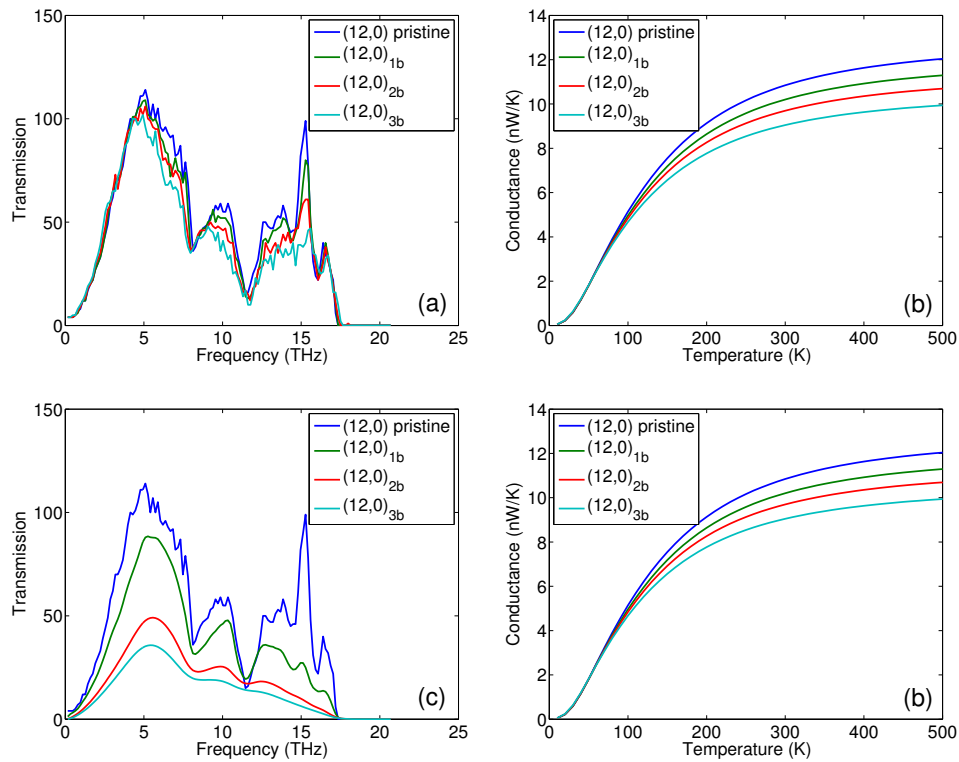 150
100
50
0
0
5
10
15
20
25
Transmission
Frequency (THz)
(12,0) pristine
(12,0)1b
(12,0)2b
(12,0)3b
(a)
14
12
10
8
6
4
2
0
0
100
200
300
400
500
Conductance (nW/K)
Temperature (K)
(12,0) pristine
(12,0)1b
(12,0)2b
(12,0)3b
(b)
150
100
50
0
0
5
10
15
20
25
Transmission
Frequency (THz)
(12,0) pristine
(12,0)1b
(12,0)2b
(12,0)3b
(c)
14
12
10
8
6
4
2
0
0
100
200
300
400
500
Conductance (nW/K)
Temperature (K)
(12,0) pristine
(12,0)1b
(12,0)2b
(12,0)3b
(b)